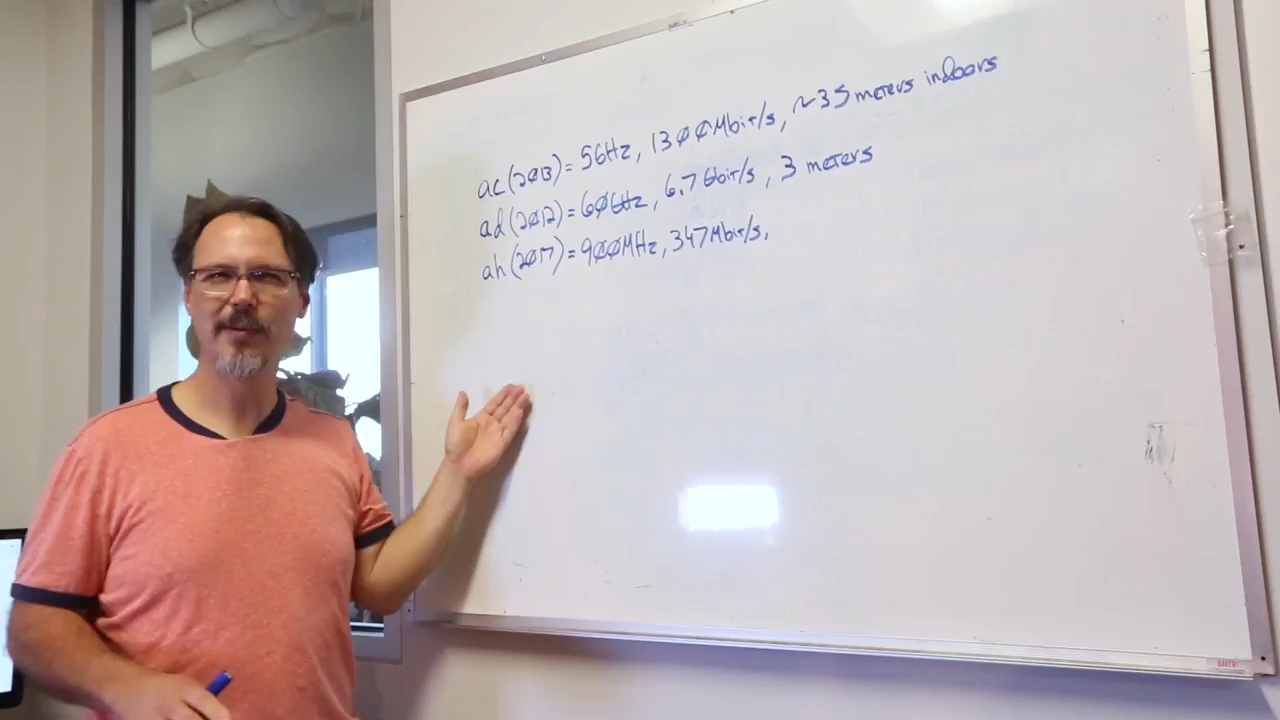 ac(2013) = 5GHz, 1300Mbit/s, ~35 meters indoors
ad(2012) = 60GHz, 6.7Gbit/s, 3 meters
ah(2017) = 900MHz, 347Mbit/s,